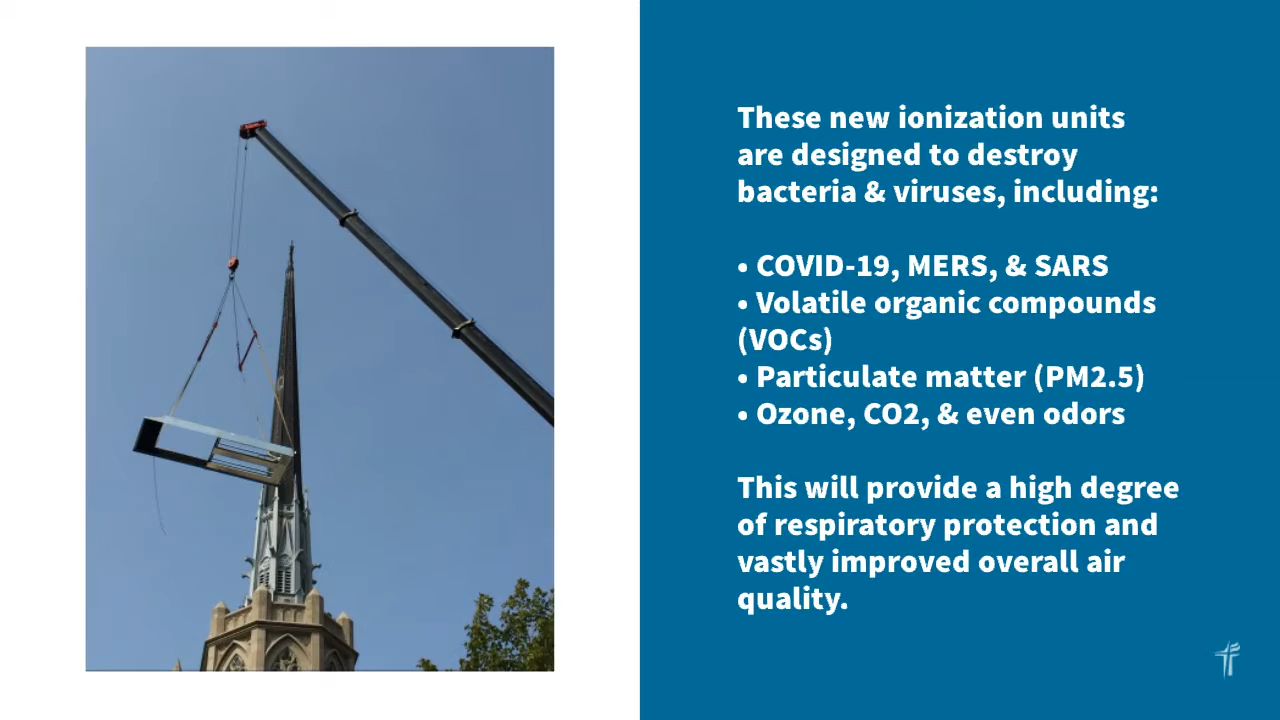 These new ionization units
are designed to destroy
bacteria & viruses, including:
• COVID-19, MERS, & SARS
• Volatile organic compounds
(VOCs)
• Particulate matter (PM2.5)
• Ozone, CO2, & even odors
This will provide a high degree
of respiratory protection and
vastly improved overall air
quality.